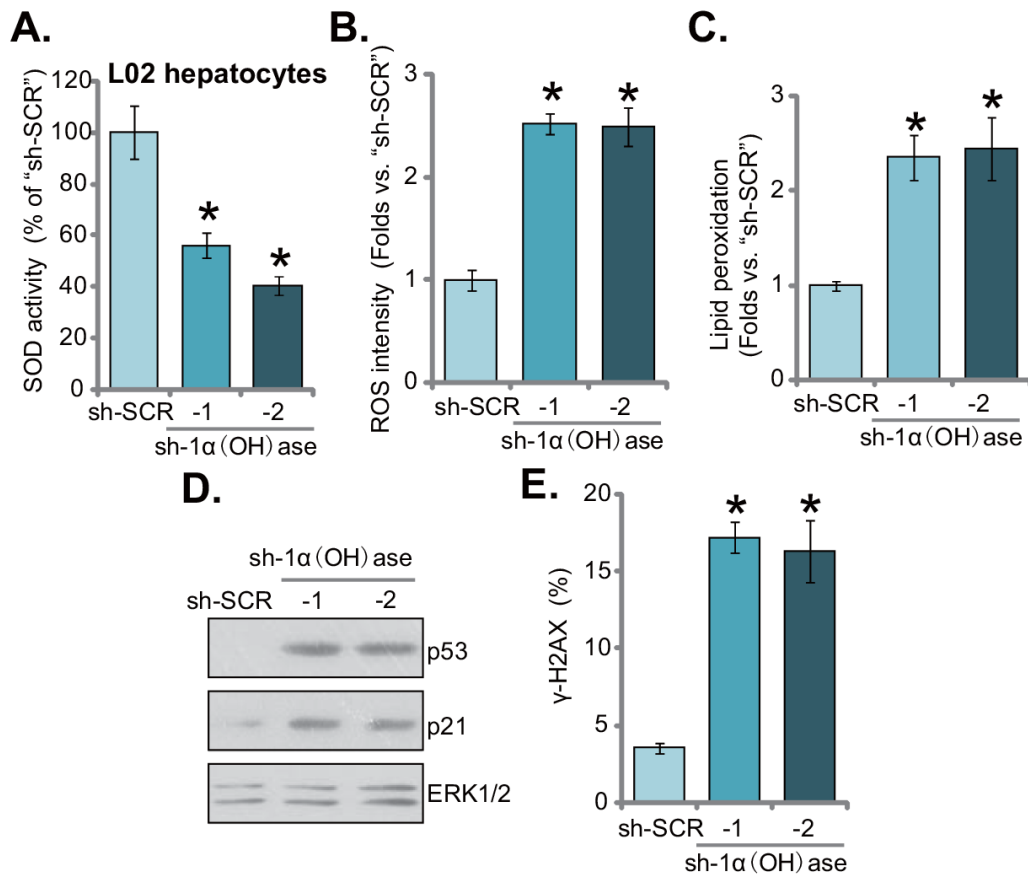 A.
L02 hepatocytes
SOD activity (% of “sh-SCR”)
120
100
80
60
40
20
0
*
*
sh-SCR
-1
-2
sh-1α(OH)ase
B.
ROS intensity (Folds vs. “sh-SCR”)
3
2
1
0
*
*
sh-SCR
-1
-2
sh-1α(OH)ase
C.
Lipid peroxidation
(Folds vs. “sh-SCR”)
3
2
1
0
*
*
sh-SCR
-1
-2
sh-1α(OH)ase
D.
sh-1α(OH)ase
sh-SCR
-1
-2
p53
p21
ERK1/2
E.
γ-H2AX (%)
20
15
10
5
0
*
*
sh-SCR
-1
-2
sh-1α(OH)ase